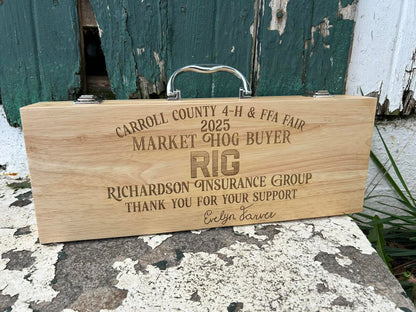 CARROLL COUNTY 4-H & FFA FAIR
2025
MARKET HOG BUYER
RIG
RICHARDSON INSURANCE GROUP
THANK YOU FOR YOUR SUPPORT
Evelyn